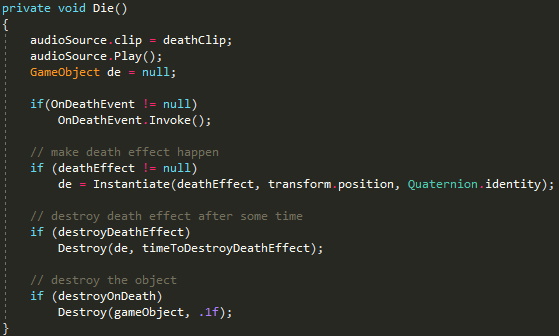 private void Die()
{
    audioSource.clip = deathClip;
    audioSource.Play();
    GameObject de = null;

    if(OnDeathEvent != null)
        OnDeathEvent.Invoke();

    // make death effect happen
    if (deathEffect != null)
        de = Instantiate(deathEffect, transform.position, Quaternion.identity);

    // destroy death effect after some time
    if (destroyDeathEffect)
        Destroy(de, timeToDestroyDeathEffect);

    // destroy the object
    if (destroyOnDeath)
        Destroy(gameObject, .1f);
}